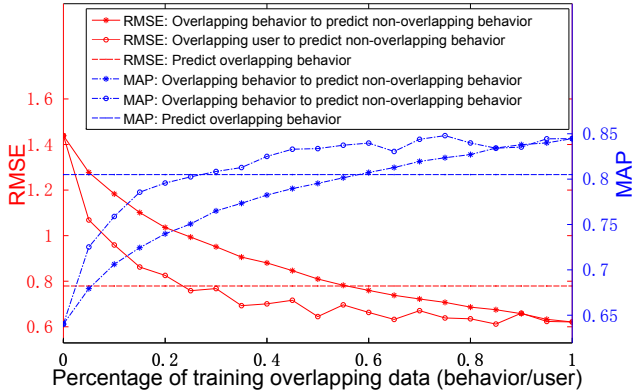 RMSE: Overlapping behavior to predict non-overlapping behavior
RMSE: Overlapping user to predict non-overlapping behavior
RMSE: Predict overlapping behavior
MAP: Overlapping behavior to predict non-overlapping behavior
MAP: Overlapping behavior to predict non-overlapping behavior
MAP: Predict overlapping behavior
RMSE
1.6
1.4
1.2
1
0.8
0.6
MAP
0.85
0.8
0.75
0.7
0.65
0 0.2 0.4 0.6 0.8 1
Percentage of training overlapping data (behavior/user)